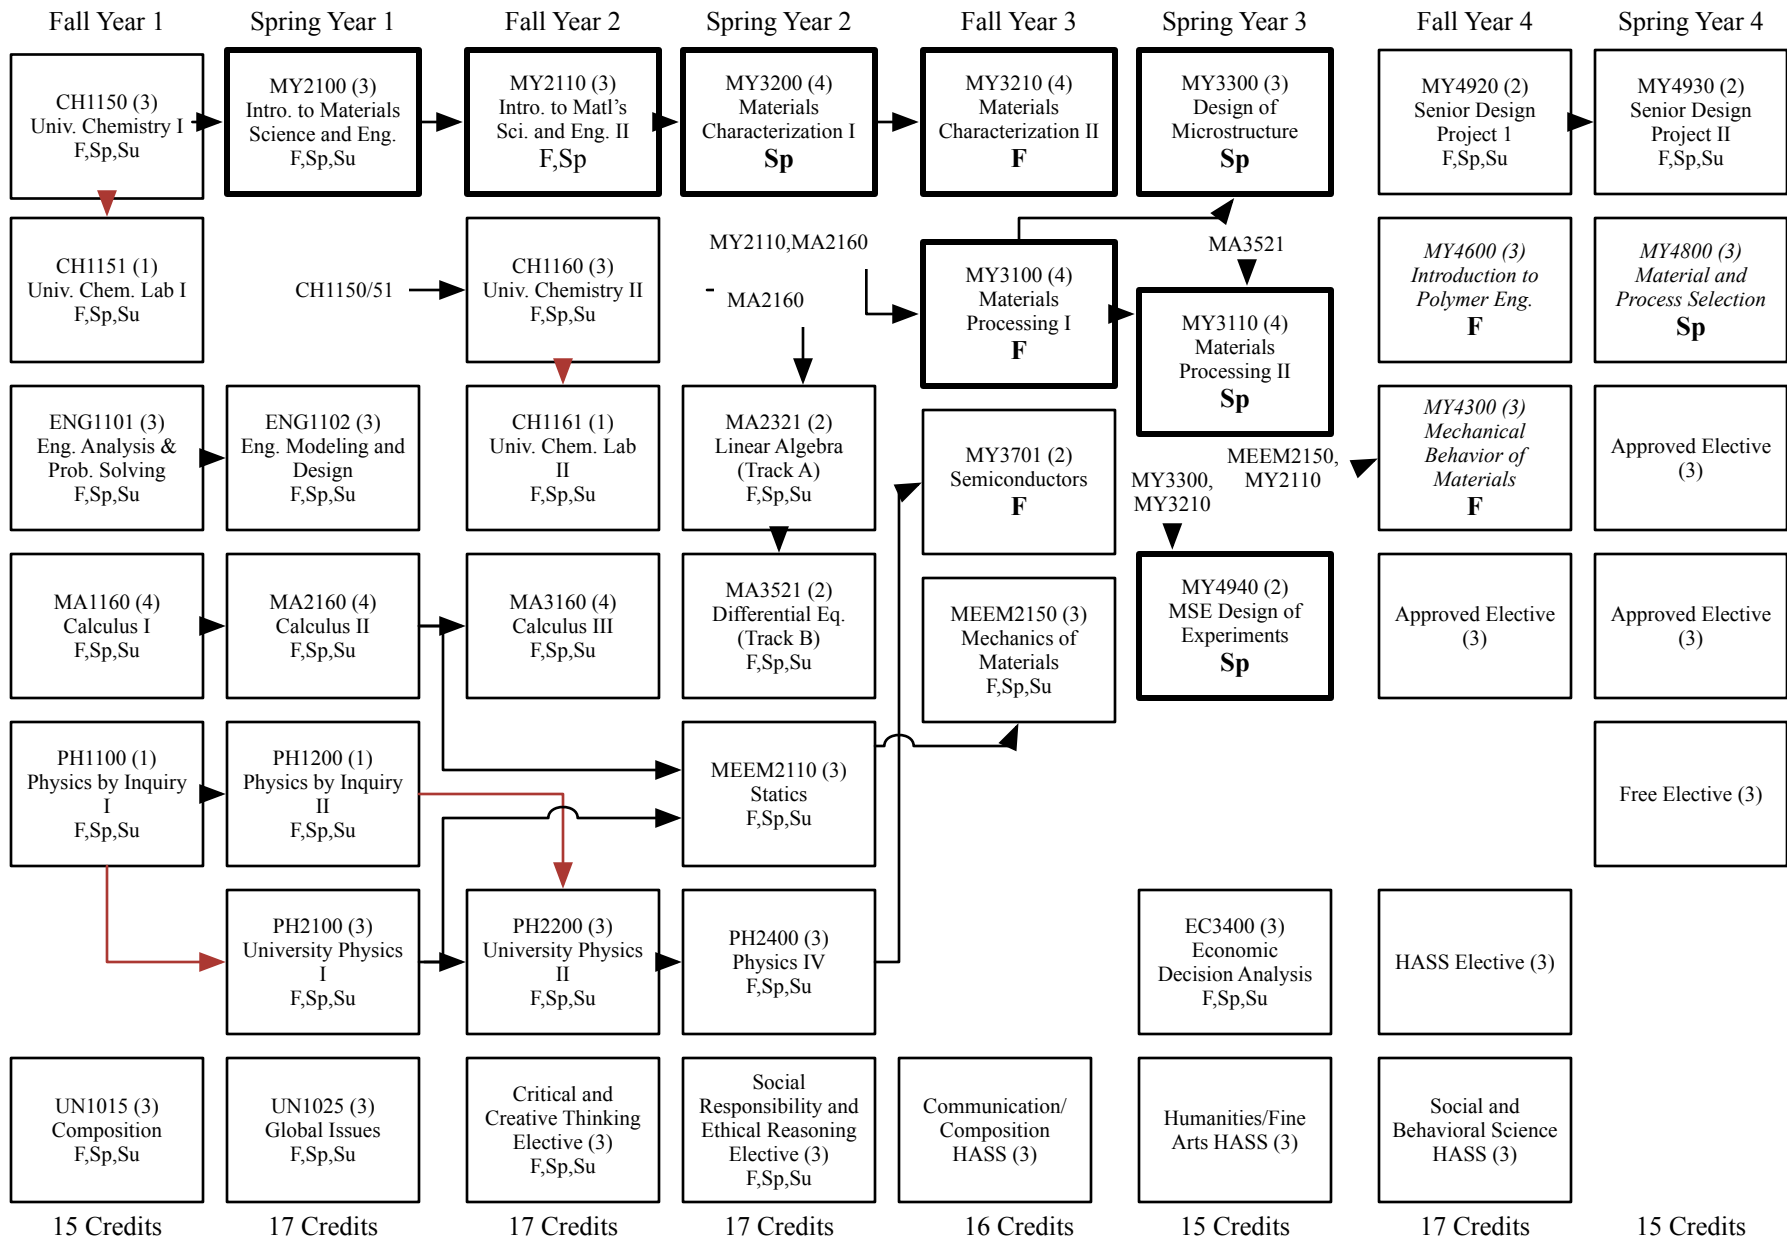 Fall Year 1
Spring Year 1
Fall Year 2
Spring Year 2
Fall Year 3
Spring Year 3
Fall Year 4
Spring Year 4
CH1150 (3)
Univ. Chemistry I
F,Sp,Su
MY2100 (3)
Intro. to Materials
Science and Eng.
F,Sp,Su
MY2110 (3)
Intro. to Matl's
Sci. and Eng. II
F,Sp
MY3200 (4)
Materials
Characterization I
Sp
MY3210 (4)
Materials
Characterization II
F
MY3300 (3)
Design of
Microstructure
Sp
MY4920 (2)
Senior Design
Project 1
F,Sp,Su
MY4930 (2)
Senior Design
Project II
F,Sp,Su
CH1151 (1)
Univ. Chem. Lab I
F,Sp,Su
CH1150/51
CH1160 (3)
Univ. Chemistry II
F,Sp,Su
MY2110,MA2160
MA2160
MY3100 (4)
Materials
Processing I
F
MA3521
MY3110 (4)
Materials
Processing II
Sp
MY4600 (3)
Introduction to
Polymer Eng.
F
MY4800 (3)
Material and
Process Selection
Sp
ENG1101 (3)
Eng. Analysis &
Prob. Solving
F,Sp,Su
ENG1102 (3)
Eng. Modeling and
Design
F,Sp,Su
CH1161 (1)
Univ. Chem. Lab
II
F,Sp,Su
MA2321 (2)
Linear Algebra
(Track A)
F,Sp,Su
MY3701 (2)
Semiconductors
F
MY3300,
MY3210
MEEM2150,
MY2110
MY4300 (3)
Mechanical
Behavior of
Materials
F
Approved Elective
(3)
MA1160 (4)
Calculus I
F,Sp,Su
MA2160 (4)
Calculus II
F,Sp,Su
MA3160 (4)
Calculus III
F,Sp,Su
MA3521 (2)
Differential Eq.
(Track B)
F,Sp,Su
MEEM2150 (3)
Mechanics of
Materials
F,Sp,Su
MY4940 (2)
MSE Design of
Experiments
Sp
Approved Elective
(3)
Approved Elective
(3)
PH1100 (1)
Physics by Inquiry
I
F,Sp,Su
PH1200 (1)
Physics by Inquiry
II
F,Sp,Su
MEEM2110 (3)
Statics
F,Sp,Su
Free Elective (3)
PH2100 (3)
University Physics
I
F,Sp,Su
PH2200 (3)
University Physics
II
F,Sp,Su
PH2400 (3)
Physics IV
F,Sp,Su
EC3400 (3)
Economic
Decision Analysis
F,Sp,Su
HASS Elective (3)
UN1015 (3)
Composition
F,Sp,Su
UN1025 (3)
Global Issues
F,Sp,Su
Critical and
Creative Thinking
Elective (3)
F,Sp,Su
Social
Responsibility and
Ethical Reasoning
Elective (3)
F,Sp,Su
Communication/
Composition
HASS (3)
Humanities/Fine
Arts HASS (3)
Social and
Behavioral Science
HASS (3)
15 Credits
17 Credits
17 Credits
17 Credits
16 Credits
15 Credits
17 Credits
15 Credits